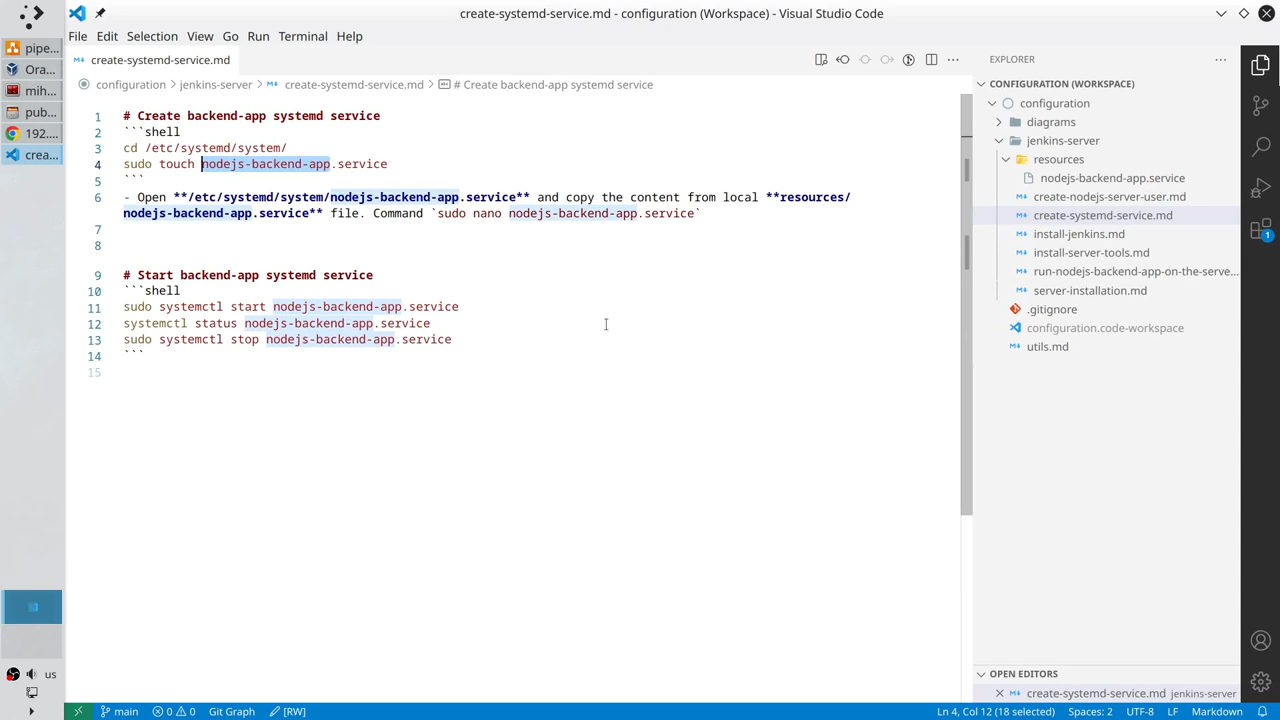 create-systemd-service.md - configuration (Workspace) - Visual Studio Code
File Edit Selection View Go Run Terminal Help
pipe...
Ora...
mih...
pub...
192....
crea...
us
create-systemd-service.md
configuration > jenkins-server > create-systemd-service.md > # Create backend-app systemd service
1 # Create backend-app systemd service
2 ```shell
3 cd /etc/systemd/system/
4 sudo touch nodejs-backend-app.service
5 ```
6 - Open **/etc/systemd/system/nodejs-backend-app.service** and copy the content from local **resources/
nodejs-backend-app.service** file. Command `sudo nano nodejs-backend-app.service`
7
8
9 # Start backend-app systemd service
10 ```shell
11 sudo systemctl start nodejs-backend-app.service
12 systemctl status nodejs-backend-app.service
13 sudo systemctl stop nodejs-backend-app.service
14 ```
15
EXPLORER
CONFIGURATION (WORKSPACE)
configuration
diagrams
jenkins-server
resources
nodejs-backend-app.service
create-nodejs-server-user.md
create-systemd-service.md
install-jenkins.md
install-server-tools.md
run-nodejs-backend-app-on-the-serve...
server-installation.md
.gitignore
configuration.code-workspace
utils.md
OPEN EDITORS
create-systemd-service.md jenkins-server
1
main 0 0 Git Graph [RW] Ln 4, Col 12 (18 selected) Spaces: 2 UTF-8 LF Markdown